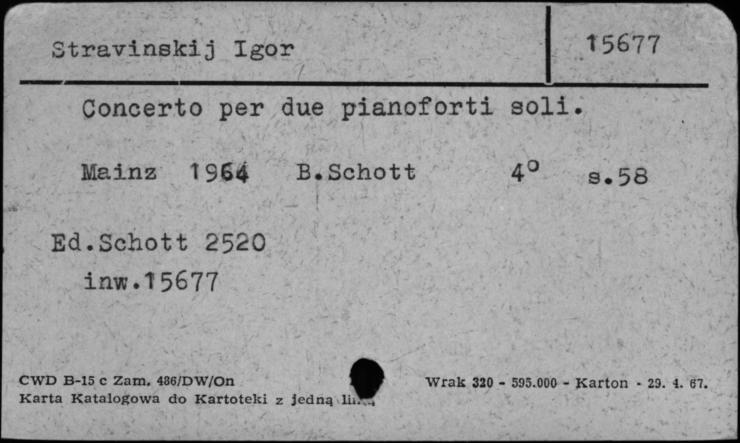 Stravinskij Igor 15677
Concerto per due pianoforti soli.
Mainz 1964 B.Schott 4° s.58
Ed.Schott 2520
inw.15677
CWD B-15 c Zam. 486/DW/On Wrak 320 - 595.000 - Karton - 29. 4. 67.
Karta Katalogowa do Kartoteki z jedną